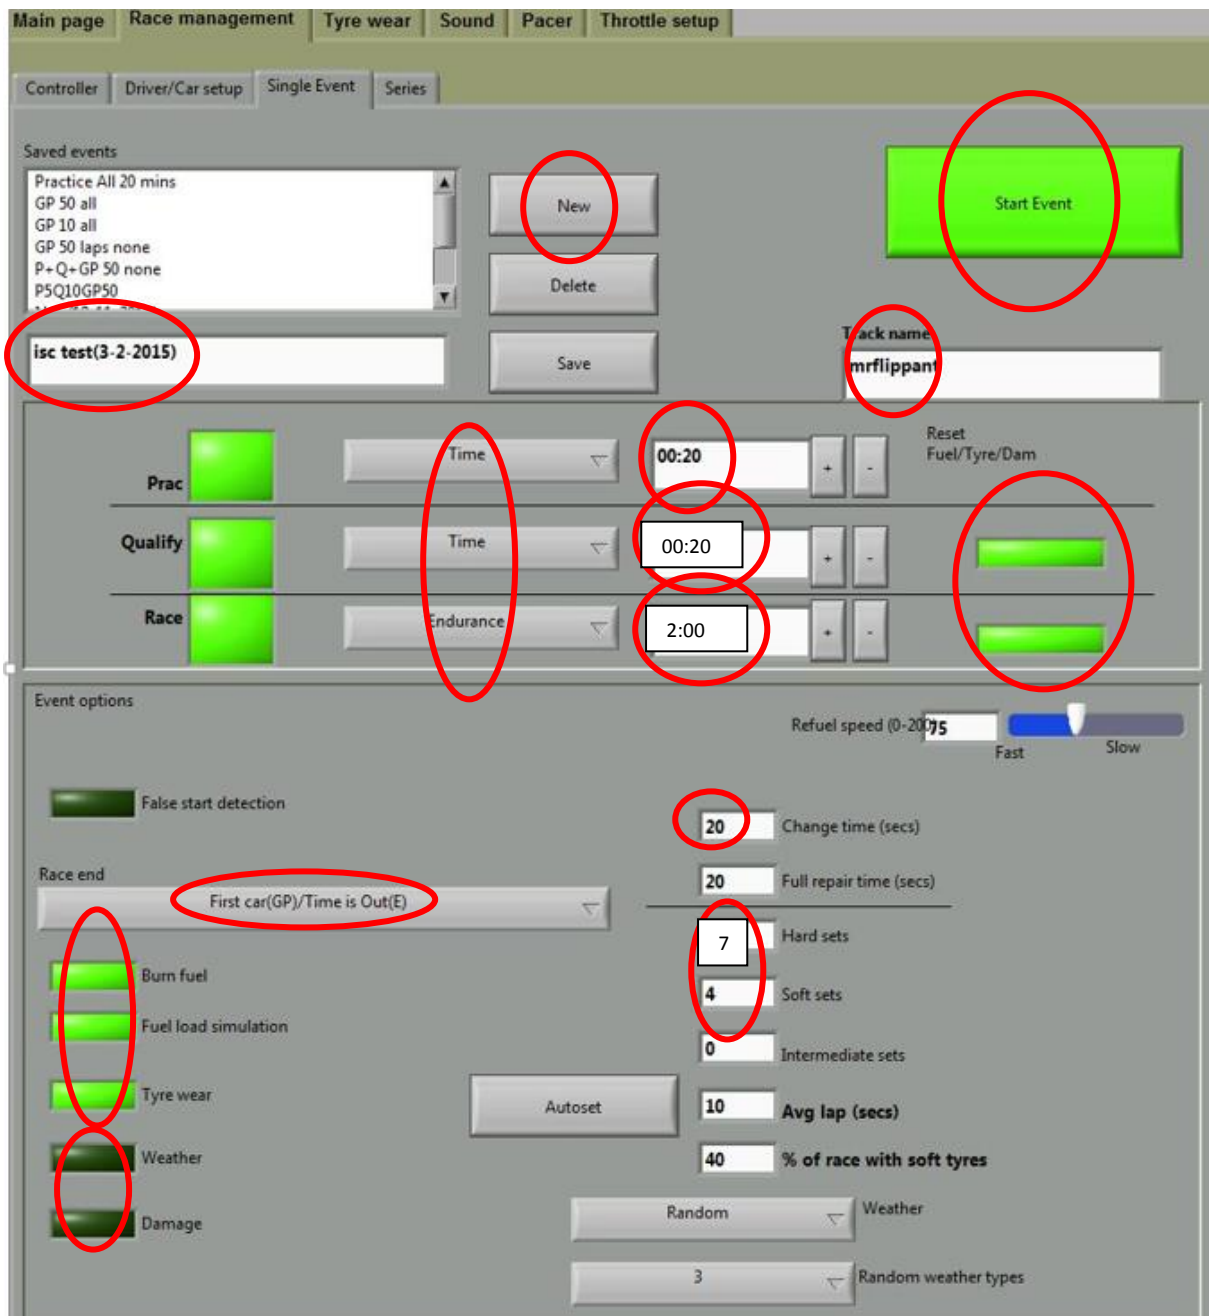 Main page Race management Tyre wear Sound Pacer Throttle setup
Controller Driver/Car setup Single Event Series
Saved events
Practice All 20 mins
GP 50 all
GP 10 all
GP 50 laps none
P+Q+GP 50 none
P5Q10GP50
New
Delete
Save
Start Event
isc test(3-2-2015)
Track name
mrflippant
Reset
Fuel/Tyre/Dam
Prac Time 00:20 + -
Qualify Time 00:20 + -
Race Endurance 2:00 + -
Event options
Refuel speed (0-200) 75
Fast Slow
False start detection
20 Change time (secs)
Race end
First car(GP)/Time is Out(E)
20 Full repair time (secs)
7 Hard sets
Burn fuel
4 Soft sets
Fuel load simulation
0 Intermediate sets
Tyre wear
Autoset
10 Avg lap (secs)
Weather
40 % of race with soft tyres
Damage
Random Weather
3 Random weather types